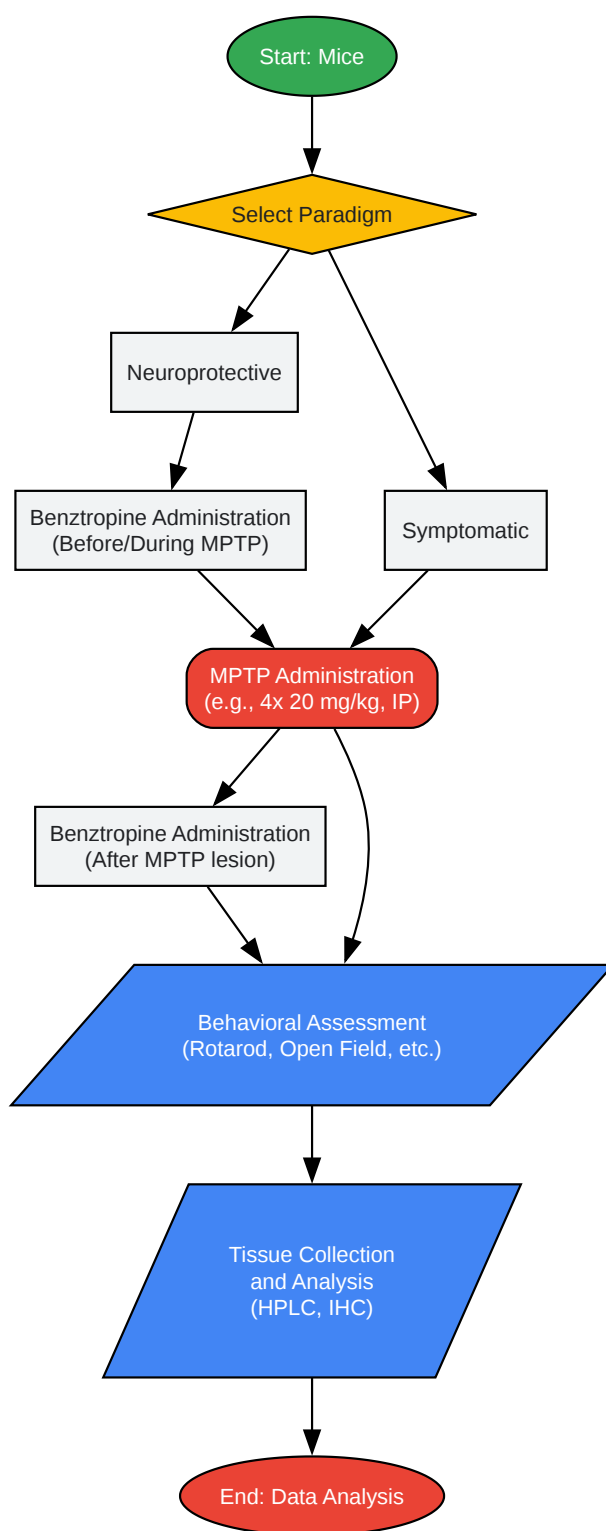 Start: Mice
Select Paradigm
Neuroprotective
Benztropine Administration
(Before/During MPTP)
Symptomatic
MPTP Administration
(e.g., 4x 20 mg/kg, IP)
Benztropine Administration
(After MPTP lesion)
Behavioral Assessment
(Rotarod, Open Field, etc.)
Tissue Collection
and Analysis
(HPLC, IHC)
End: Data Analysis